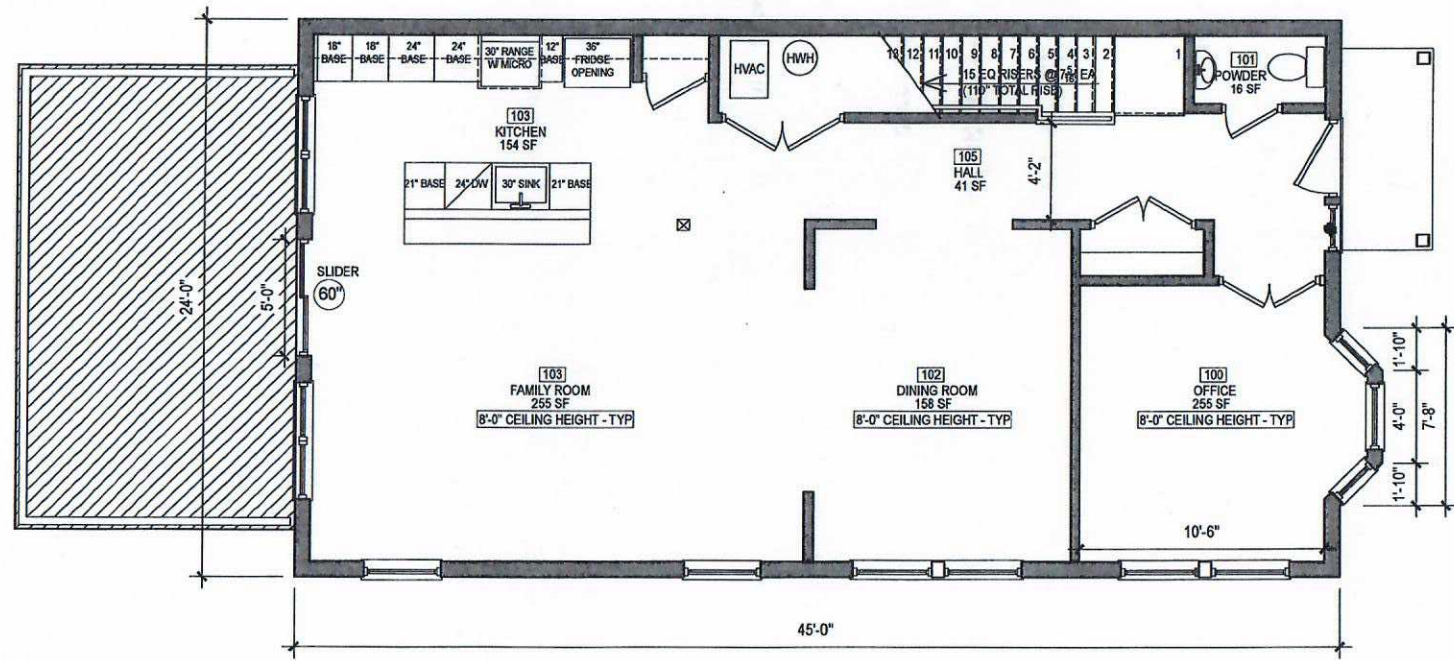 18" BASE
18" BASE
24" BASE
24" BASE
30" RANGE W/ MICRO
12" BASE
36" FRIDGE OPENING
HVAC
HWH
13 12 11 10 9 8 7 6 5 4 3 2 1
15 EQ RISERS @ 7 5/16" EA
(110" TOTAL RISE)
101
POWDER
16 SF
103
KITCHEN
154 SF
21" BASE
24" DW
30" SINK
21" BASE
105
HALL
41 SF
4'-2"
24'-0"
5'-0"
SLIDER
60"
103
FAMILY ROOM
255 SF
8'-0" CEILING HEIGHT - TYP
102
DINING ROOM
158 SF
8'-0" CEILING HEIGHT - TYP
100
OFFICE
255 SF
8'-0" CEILING HEIGHT - TYP
1'-10"
4'-0"
7'-8"
1'-10"
10'-6"
45'-0"